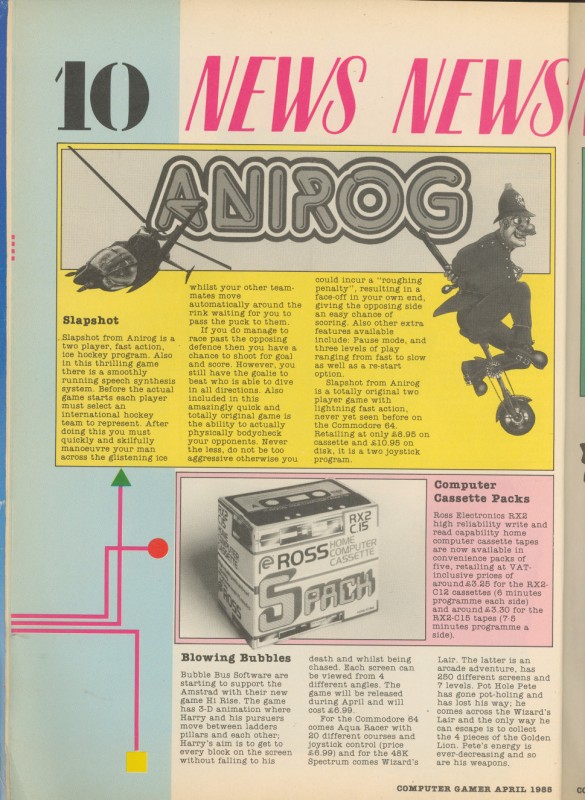 10 NEWS NEWS
ANIROG
Slapshot
Slapshot from Anirog is a
two player, fast action,
ice hockey program. Also
in this thrilling game
there is a smoothly
running speech synthesis
system. Before the actual
game starts each player
must select an
international hockey
team to represent. After
doing this you must
quickly and skilfully
manoeuvre your man
across the glistening ice
whilst your other team-
mates move
automatically around the
rink waiting for you to
pass the puck to them.
If you do manage to
race past the opposing
defence then you have a
chance to shoot for goal
and score. However, you
still have the goalie to
beat who is able to dive
in all directions. Also
included in this
amazingly quick and
totally original game is
the ability to actually
physically bodycheck
your opponents. Never
the less, do not be too
aggressive otherwise you
could incur a "roughing
penalty", resulting in a
face-off in your own end,
giving the opposing side
an easy chance of
scoring. Also other extra
features available
include: Pause mode, and
three levels of play
ranging from fast to slow
as well as a re-start
option.
Slapshot from Anirog
is a totally original two
player game with
lightning fast action,
never yet seen before on
the Commodore 64.
Retailing at only £8.95 on
cassette and £10.95 on
disk, it is a two joystick
program.
RX2
C15
ROSS
HOME
COMPUTER
CASSETTE
5 PACK
ROSS
Computer
Cassette Packs
Ross Electronics RX2
high reliability write and
read capability home
computer cassette tapes
are now available in
convenience packs of
five, retailing at VAT-
inclusive prices of
around £3.25 for the RX2-
C12 cassettes (6 minutes
programme each side)
and around £3.30 for the
RX2-C15 tapes (7·5
minutes programme a
side).
Blowing Bubbles
Bubble Bus Software are
starting to support the
Amstrad with their new
game Hi Rise. The game
has 3-D animation where
Harry and his pursuers
move between ladders
pillars and each other;
Harry's aim is to get to
every block on the screen
without falling to his
death and whilst being
chased. Each screen can
be viewed from 4
different angles. The
game will be released
during April and will
cost £6.99.
For the Commodore 64
comes Aqua Racer with
20 different courses and
joystick control (price
£6.99) and for the 48K
Spectrum comes Wizard's
Lair. The latter is an
arcade adventure, has
250 different screens and
7 levels. Pot Hole Pete
has gone pot-holing and
has lost his way; he
comes across the Wizard's
Lair and the only way he
can escape is to collect
the 4 pieces of the Golden
Lion. Pete's energy is
ever-decreasing and so
are his weapons.
COMPUTER GAMER APRIL 1985